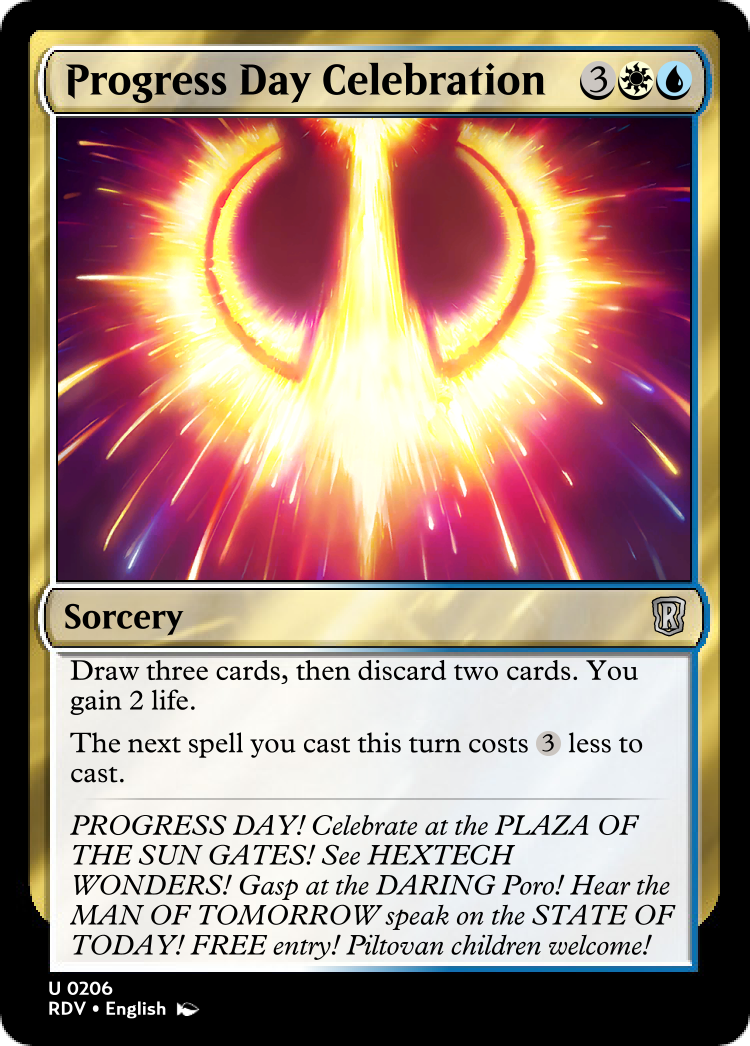 Progress Day Celebration 3
Sorcery R
Draw three cards, then discard two cards. You
gain 2 life.
The next spell you cast this turn costs 3 less to
cast.
PROGRESS DAY! Celebrate at the PLAZA OF
THE SUN GATES! See HEXTECH
WONDERS! Gasp at the DARING Poro! Hear the
MAN OF TOMORROW speak on the STATE OF
TODAY! FREE entry! Piltovan children welcome!
U 0206
RDV • English